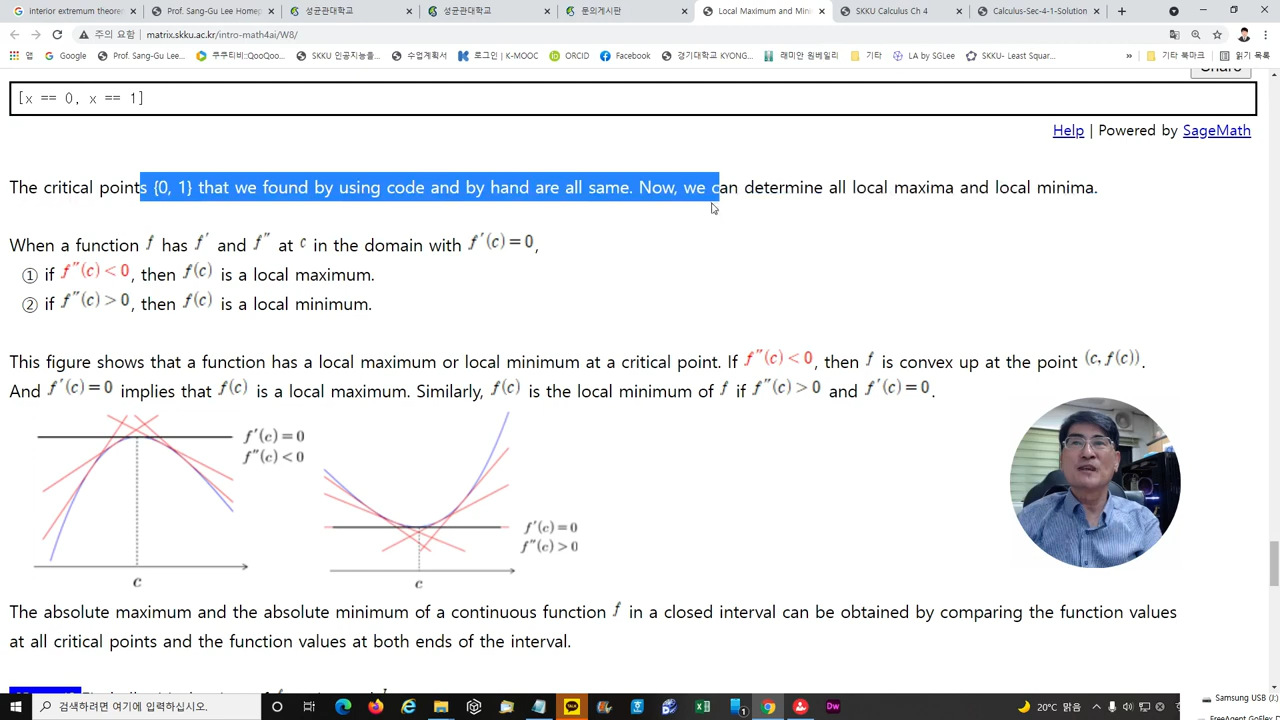 interior extremum theorem
Prof. Sang-Gu Lee Homep
성균관대학교
성균관대학교
문의게시판
Local Maximum and Min
SKKU Calculus Ch 4
Calculus-Sec-4-1-Solution
주의 요함 | matrix.skku.ac.kr/intro-math4ai/W8/
앱 Google Prof. Sang-Gu Lee... 쿠쿠티비::QooQoo... SKKU 인공지능을... 수업계획서 로그인 | K-MOOC ORCID Facebook 경기대학교 KYONG... 래미안 원베일리 기타 LA by SGLee SKKU- Least Squar... » 기타 북마크 읽기 목록
Share
[x == 0, x == 1]
Help | Powered by SageMath
The critical points {0, 1} that we found by using code and by hand are all same. Now, we can determine all local maxima and local minima.
When a function f has f′ and f″ at c in the domain with f′(c)=0,
① if f″(c)<0, then f(c) is a local maximum.
② if f″(c)>0, then f(c) is a local minimum.
This figure shows that a function has a local maximum or local minimum at a critical point. If f″(c)<0, then f is convex up at the point (c, f(c)).
And f′(c)=0 implies that f(c) is a local maximum. Similarly, f(c) is the local minimum of f if f″(c)>0 and f′(c)=0.
f′(c)=0
f″(c)<0
c
f′(c)=0
f″(c)>0
c
The absolute maximum and the absolute minimum of a continuous function f in a closed interval can be obtained by comparing the function values
at all critical points and the function values at both ends of the interval.
검색하려면 여기에 입력하십시오.
20°C 맑음
Samsung USB (J:)